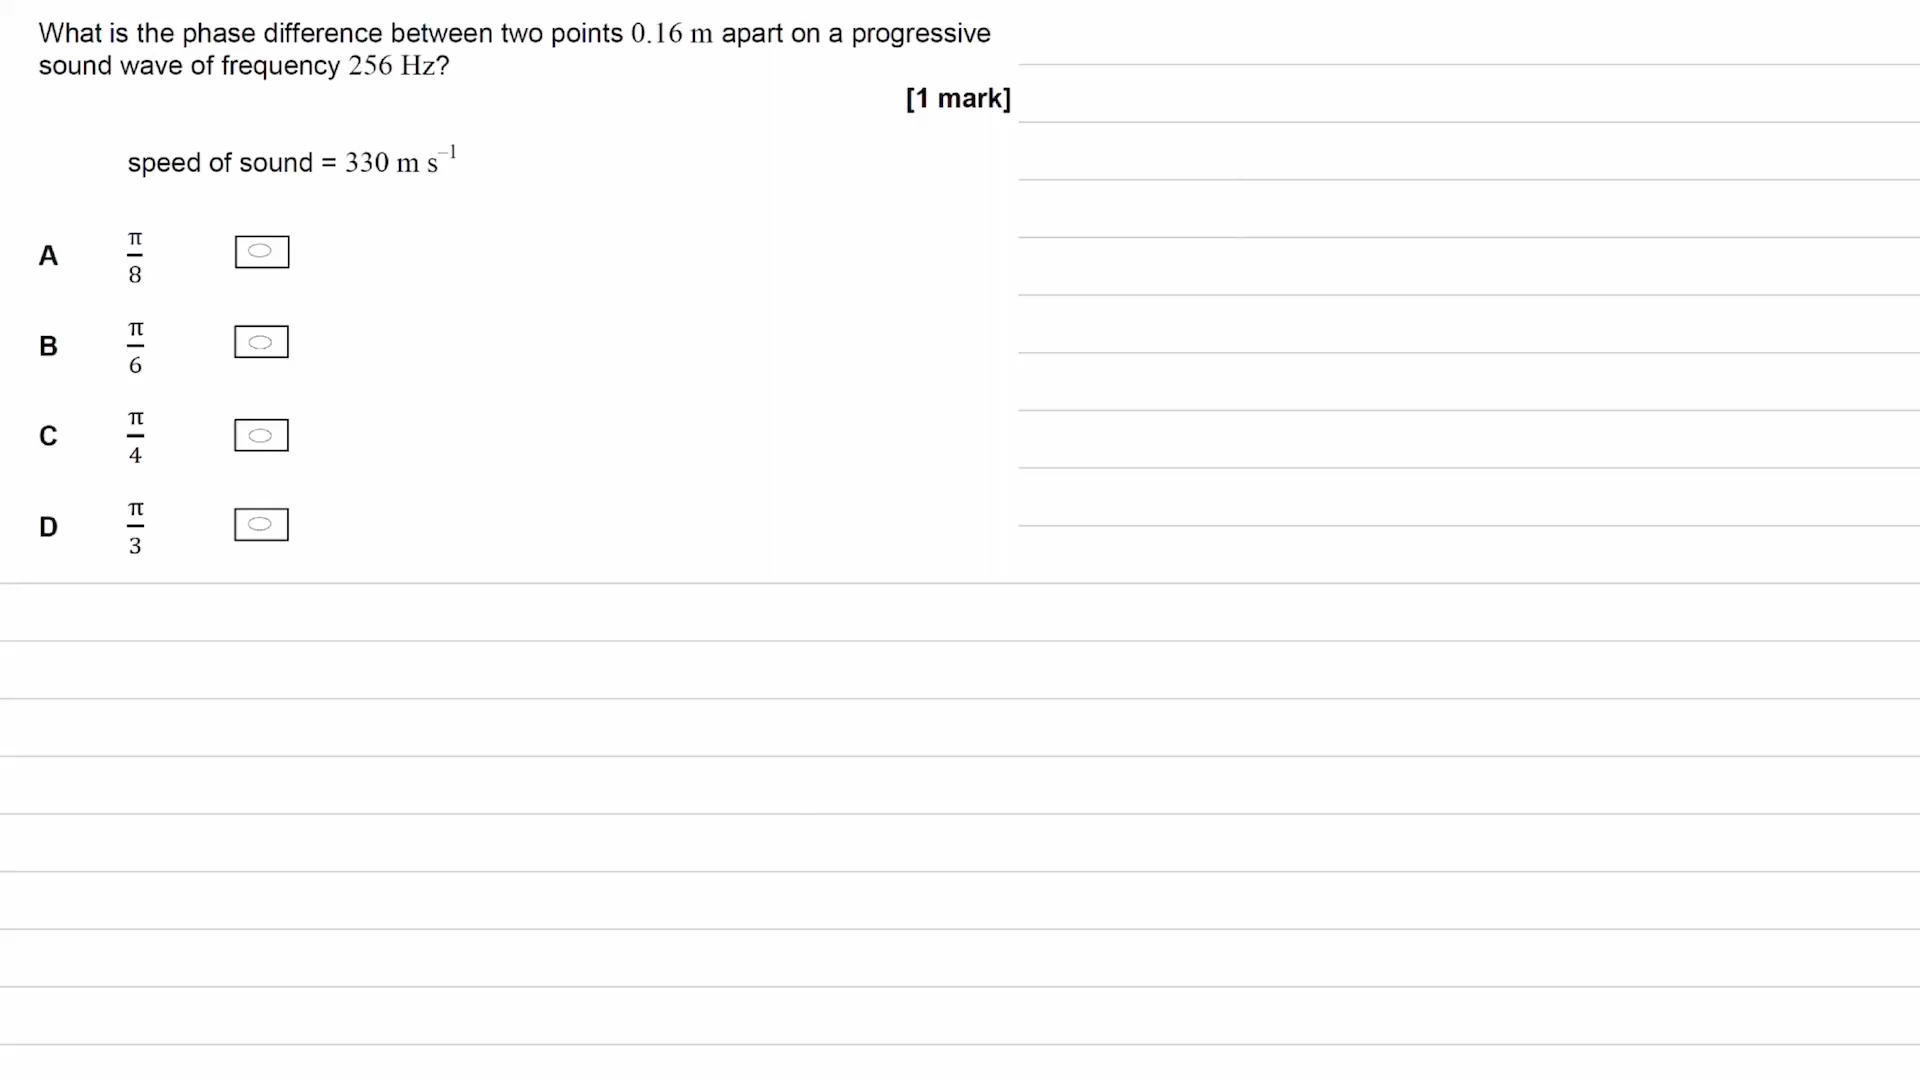 What is the phase difference between two points 0.16 m apart on a progressive
sound wave of frequency 256 Hz?
[1 mark]
speed of sound = 330 m s⁻¹
A π/8
B π/6
C π/4
D π/3